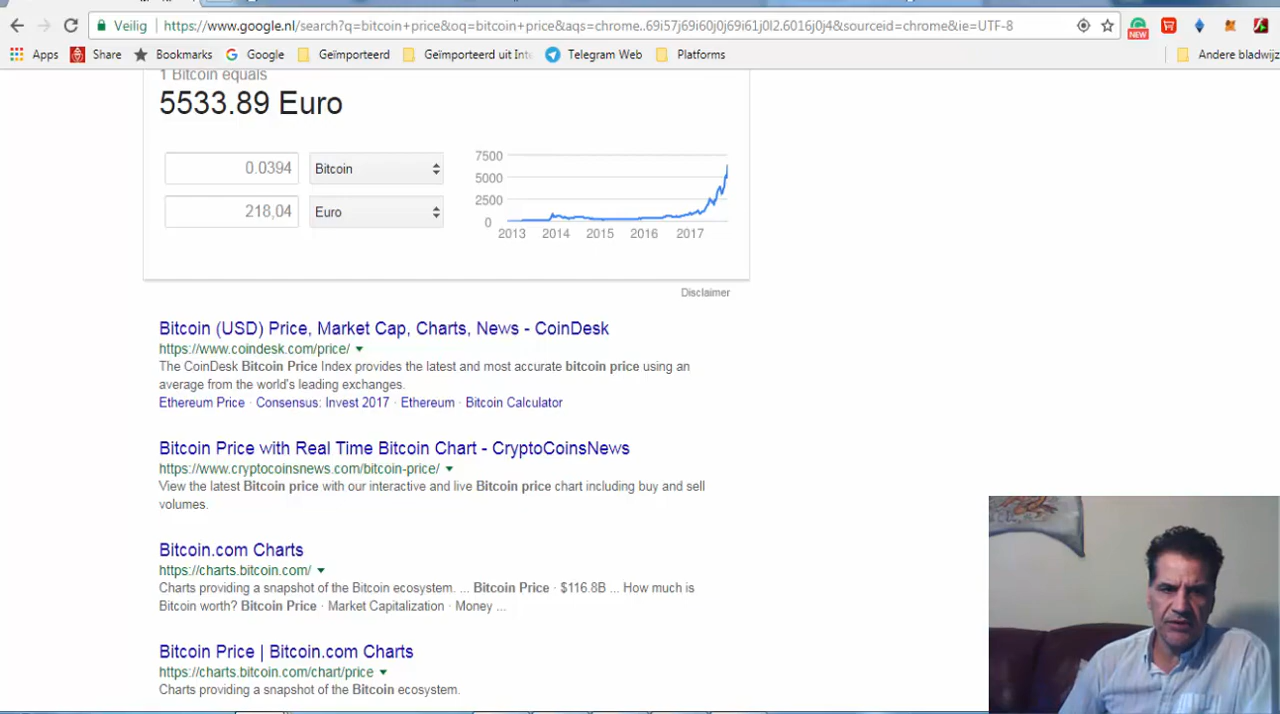 Veilig https://www.google.nl/search?q=bitcoin+price&oq=bitcoin+price&aqs=chrome..69i57j69i60j0j69i61j0l2.6016j0j4&sourceid=chrome&ie=UTF-8
NEW
Apps Share Bookmarks Google Geïmporteerd Geïmporteerd uit Inte Telegram Web Platforms Andere bladwijz
1 Bitcoin equals
5533.89 Euro
0.0394 Bitcoin
218,04 Euro
7500
5000
2500
0
2013 2014 2015 2016 2017
Disclaimer
Bitcoin (USD) Price, Market Cap, Charts, News - CoinDesk
https://www.coindesk.com/price/
The CoinDesk Bitcoin Price Index provides the latest and most accurate bitcoin price using an
average from the world's leading exchanges.
Ethereum Price · Consensus: Invest 2017 · Ethereum · Bitcoin Calculator
Bitcoin Price with Real Time Bitcoin Chart - CryptoCoinsNews
https://www.cryptocoinsnews.com/bitcoin-price/
View the latest Bitcoin price with our interactive and live Bitcoin price chart including buy and sell
volumes.
Bitcoin.com Charts
https://charts.bitcoin.com/
Charts providing a snapshot of the Bitcoin ecosystem. ... Bitcoin Price · $116.8B ... How much is
Bitcoin worth? Bitcoin Price · Market Capitalization · Money ...
Bitcoin Price | Bitcoin.com Charts
https://charts.bitcoin.com/chart/price
Charts providing a snapshot of the Bitcoin ecosystem.